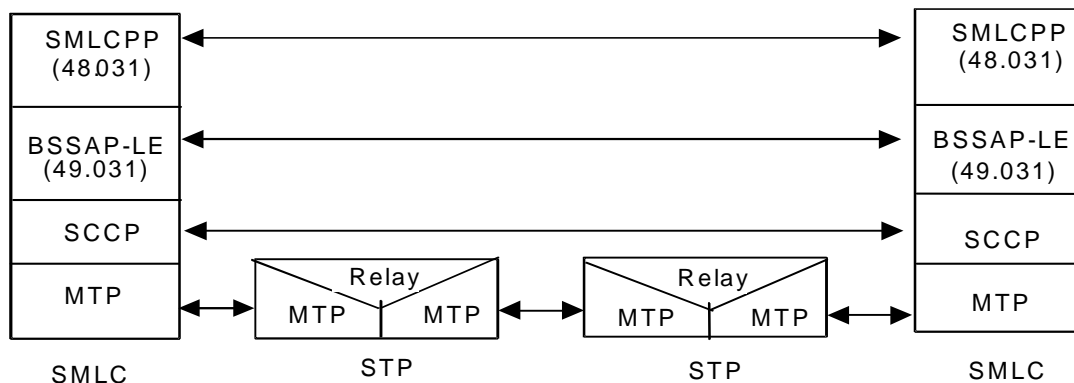 SMLCPP
(48.031)
SMLCPP
(48.031)
BSSAP-LE
(49.031)
BSSAP-LE
(49.031)
SCCP
SCCP
MTP
Relay
MTP MTP
Relay
MTP MTP
MTP
SMLC
STP
STP
SMLC